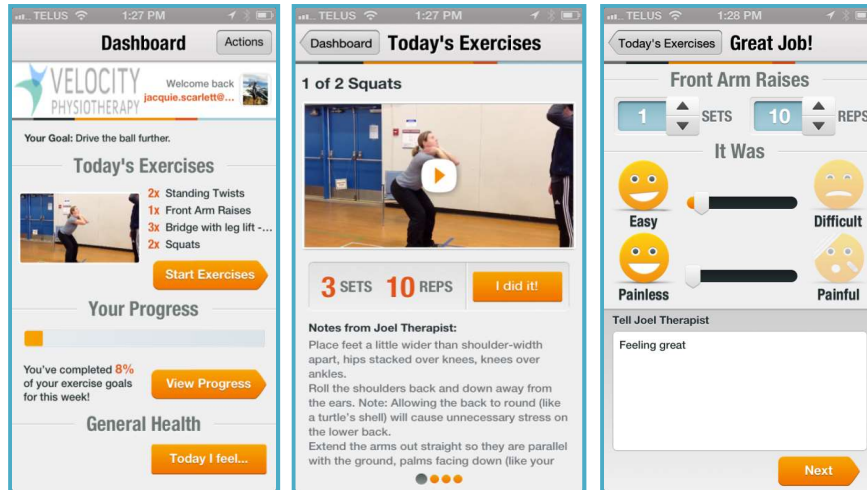 TELUS 1:27 PM
Dashboard Actions
VELOCITY
PHYSIOTHERAPY
Welcome back
jacquie.scarlett@...
Your Goal: Drive the ball further.
Today's Exercises
2x Standing Twists
1x Front Arm Raises
3x Bridge with leg lift -...
2x Squats
Start Exercises
Your Progress
You've completed 8%
of your exercise goals
for this week!
View Progress
General Health
Today I feel...
TELUS 1:27 PM
Dashboard Today's Exercises
1 of 2 Squats
3 SETS 10 REPS I did it!
Notes from Joel Therapist:
Place feet a little wider than shoulder-width
apart, hips stacked over knees, knees over
ankles.
Roll the shoulders back and down away from
the ears. Note: Allowing the back to round (like
a turtle's shell) will cause unnecessary stress on
the lower back.
Extend the arms out straight so they are parallel
with the ground, palms facing down (like your
TELUS 1:28 PM
Today's Exercises Great Job!
Front Arm Raises
1 SETS 10 REPS
It Was
Easy Difficult
Painless Painful
Tell Joel Therapist
Feeling great
Next